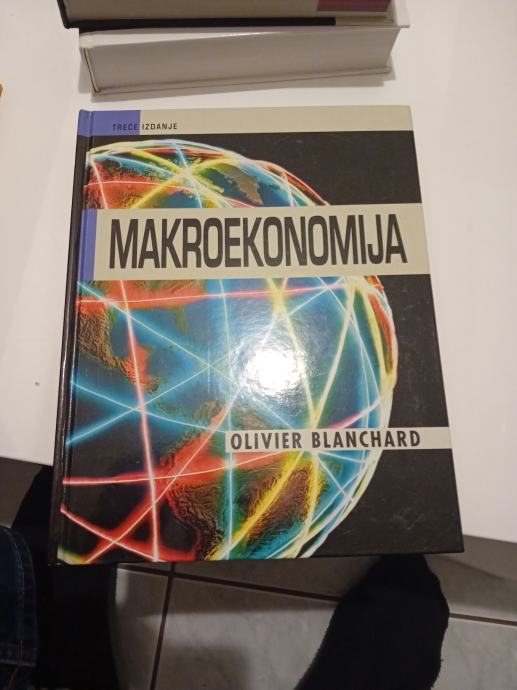 TREĆE IZDANJE
MAKROEKONOMIJA
OLIVIER BLANCHARD